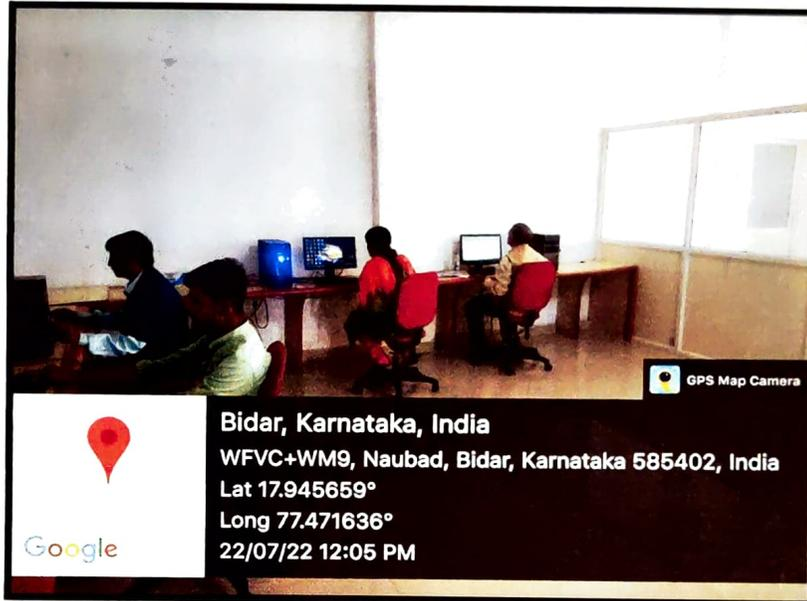 GPS Map Camera
Bidar, Karnataka, India
WFVC+WM9, Naubad, Bidar, Karnataka 585402, India
Lat 17.945659°
Long 77.471636°
22/07/22 12:05 PM
Google